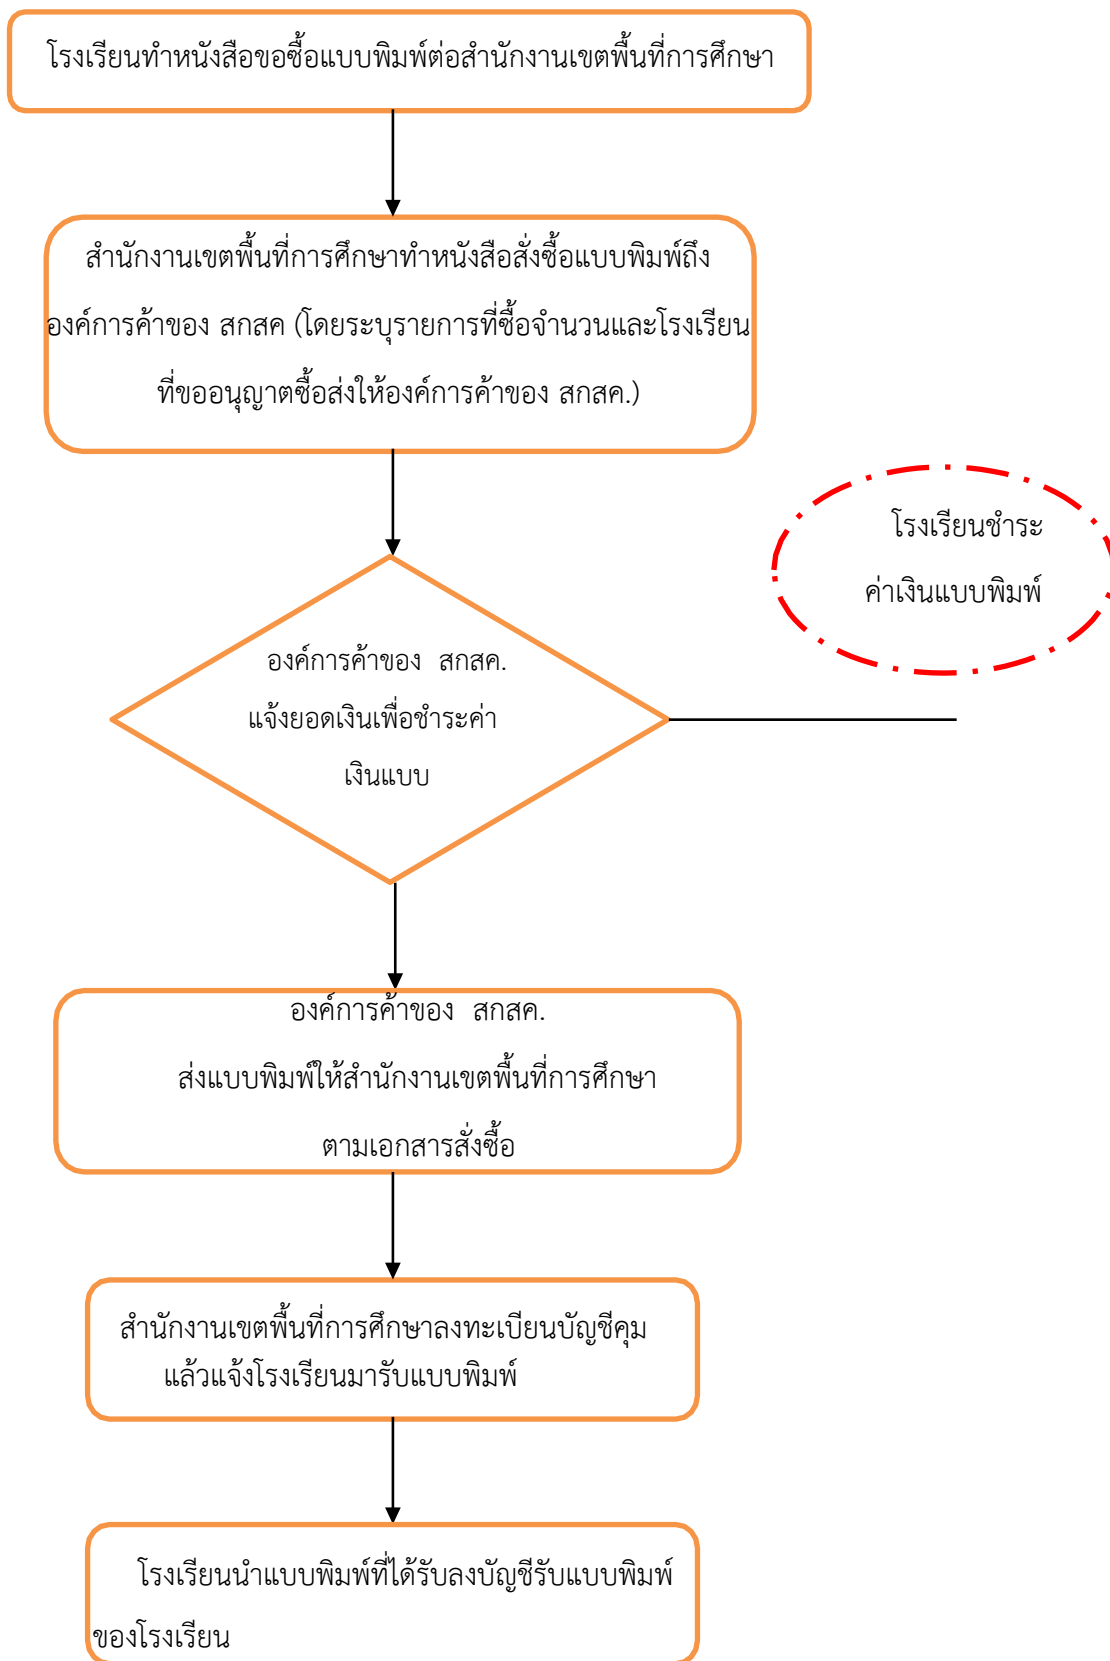 โรงเรียนทำหนังสือขอซื้อแบบพิมพ์ต่อสำนักงานเขตพื้นที่การศึกษา
สำนักงานเขตพื้นที่การศึกษาทำหนังสือสั่งซื้อแบบพิมพ์ถึง
องค์การค้าของ สกสค (โดยระบุรายการที่ซื้อจำนวนและโรงเรียน
ที่ขออนุญาตซื้อส่งให้องค์การค้าของ สกสค.)
โรงเรียนชำระ
ค่าเงินแบบพิมพ์
องค์การค้าของ สกสค.
แจ้งยอดเงินเพื่อชำระค่า
เงินแบบ
องค์การค้าของ สกสค.
ส่งแบบพิมพ์ให้สำนักงานเขตพื้นที่การศึกษา
ตามเอกสารสั่งซื้อ
สำนักงานเขตพื้นที่การศึกษาลงทะเบียนบัญชีคุม
แล้วแจ้งโรงเรียนมารับแบบพิมพ์
โรงเรียนนำแบบพิมพ์ที่ได้รับลงบัญชีรับแบบพิมพ์
ของโรงเรียน